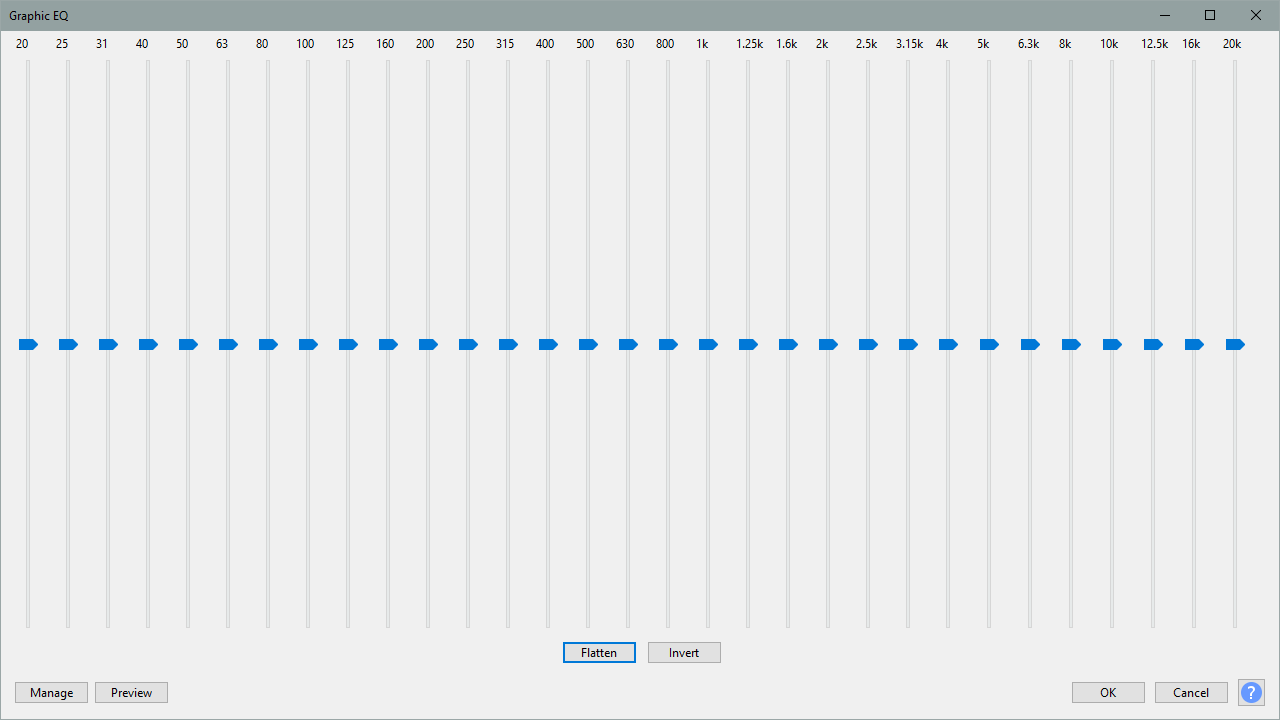 Graphic EQ
20 25 31 40 50 63 80 100 125 160 200 250 315 400 500 630 800 1k 1.25k 1.6k 2k 2.5k 3.15k 4k 5k 6.3k 8k 10k 12.5k 16k 20k
Flatten Invert
Manage Preview OK Cancel ?